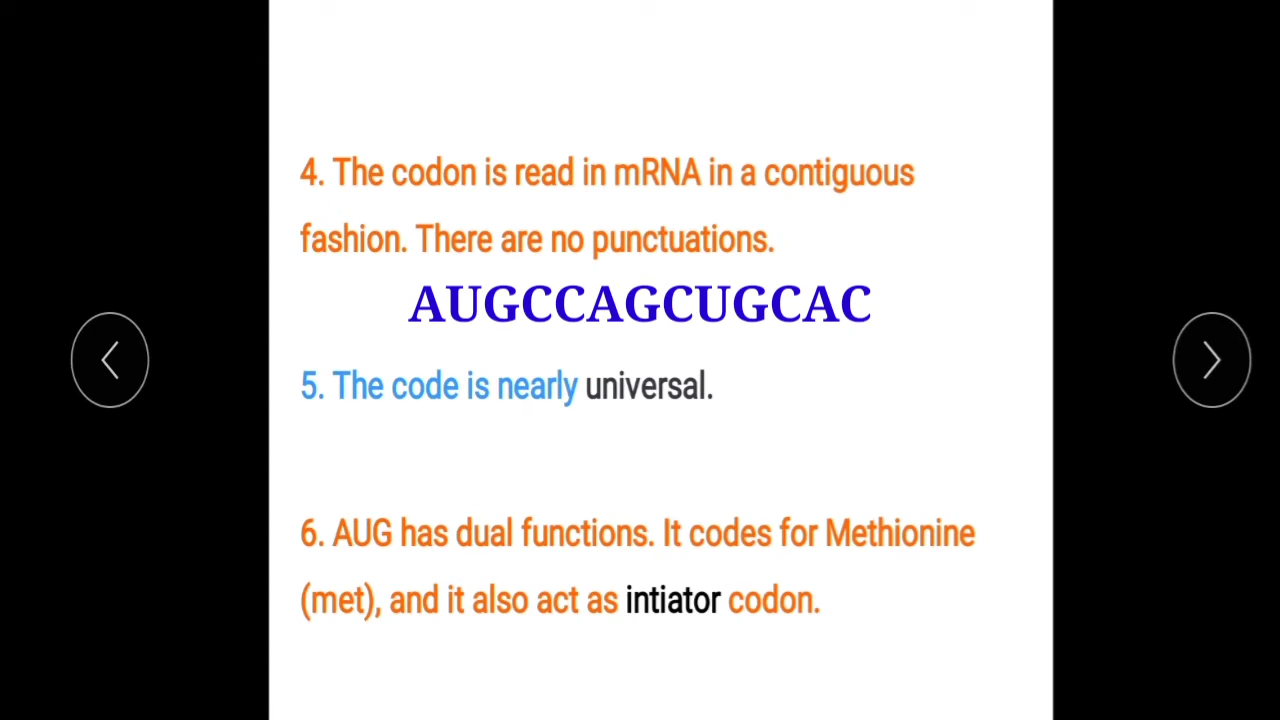 4. The codon is read in mRNA in a contiguous
fashion. There are no punctuations.
AUGCCAGCUGCAC
5. The code is nearly universal.
6. AUG has dual functions. It codes for Methionine
(met), and it also act as intiator codon.